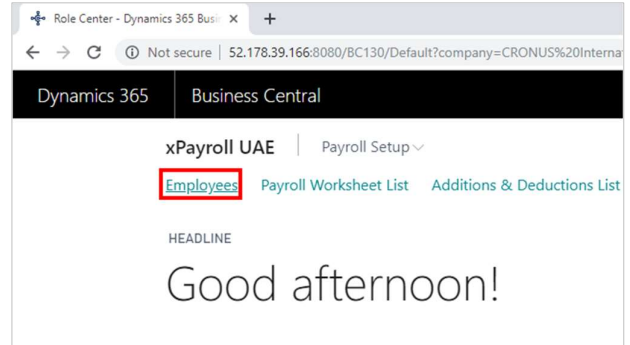 Role Center - Dynamics 365 Busi
Not secure | 52.178.39.166:8080/BC130/Default?company=CRONUS%20Interna
Dynamics 365 Business Central
xPayroll UAE Payroll Setup
Employees Payroll Worksheet List Additions & Deductions List
HEADLINE
Good afternoon!